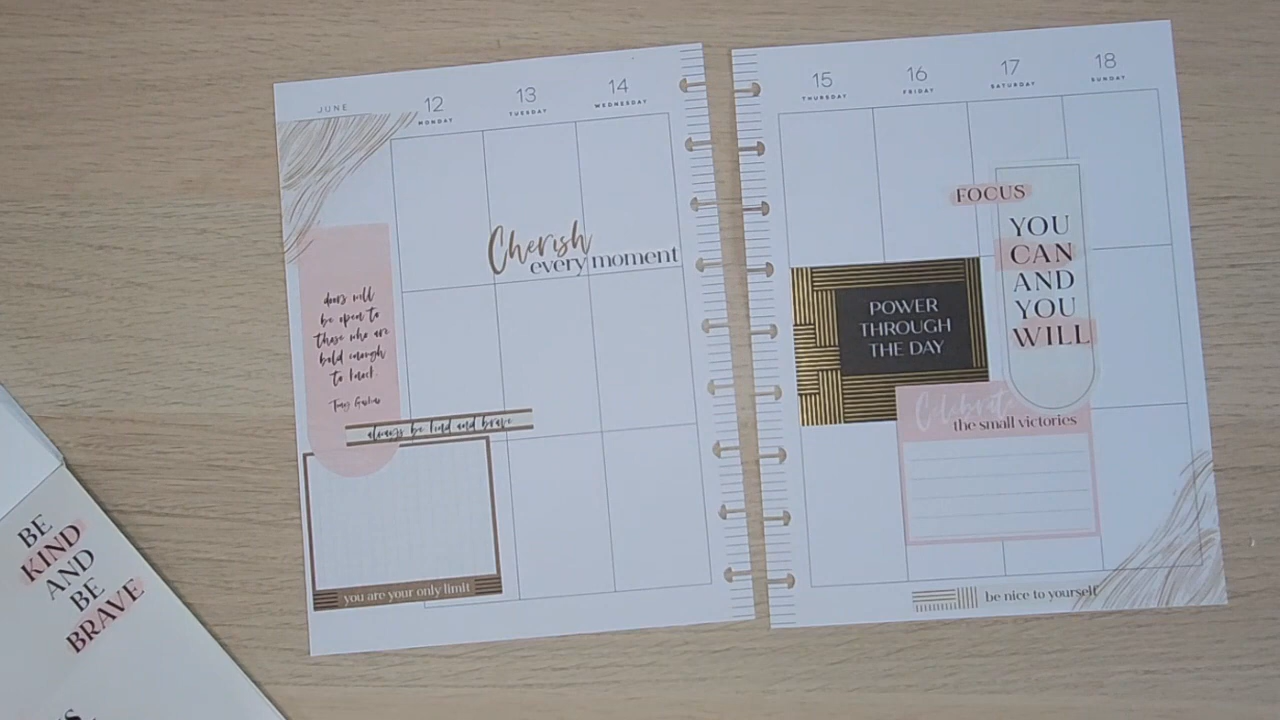 JUNE
12
MONDAY
13
TUESDAY
14
WEDNESDAY
Cherish
every moment
doors will
be open to
those who are
bold enough
to knock.
Tony Gaskins
always be kind and brave
you are your only limit
15
THURSDAY
16
FRIDAY
17
SATURDAY
18
SUNDAY
FOCUS
YOU
CAN
AND
YOU
WILL
POWER
THROUGH
THE DAY
Celebrate
the small victories
be nice to yourself
BE
KIND
AND
BE
BRAVE